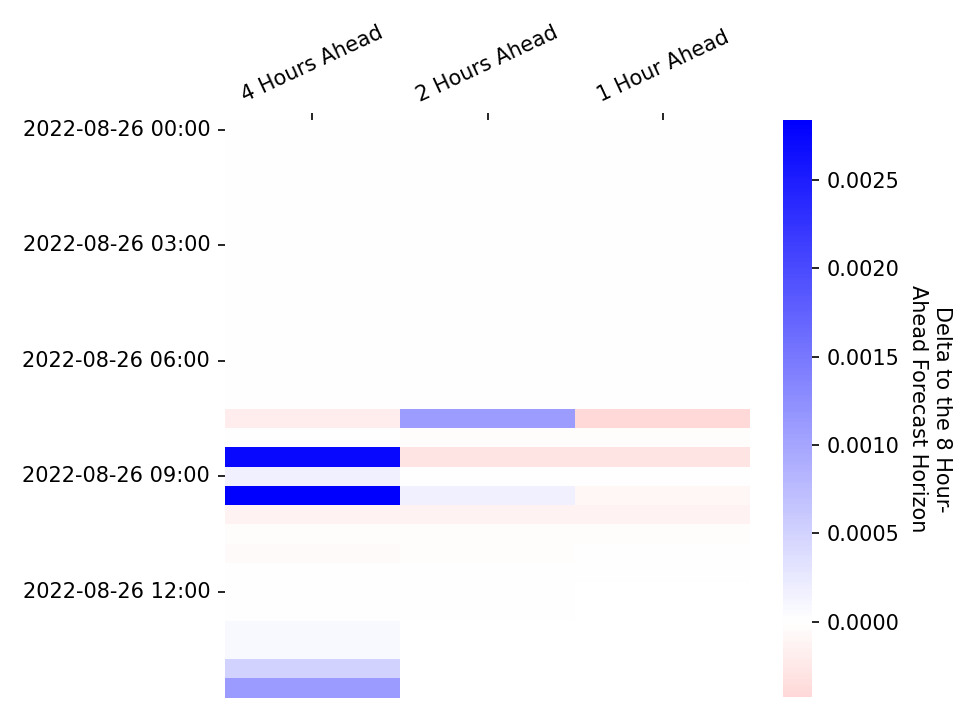 4 Hours Ahead
2 Hours Ahead
1 Hour Ahead
2022-08-26 00:00
2022-08-26 03:00
2022-08-26 06:00
2022-08-26 09:00
2022-08-26 12:00
0.0025
0.0020
0.0015
0.0010
0.0005
0.0000
Delta to the 8 Hour-
Ahead Forecast Horizon